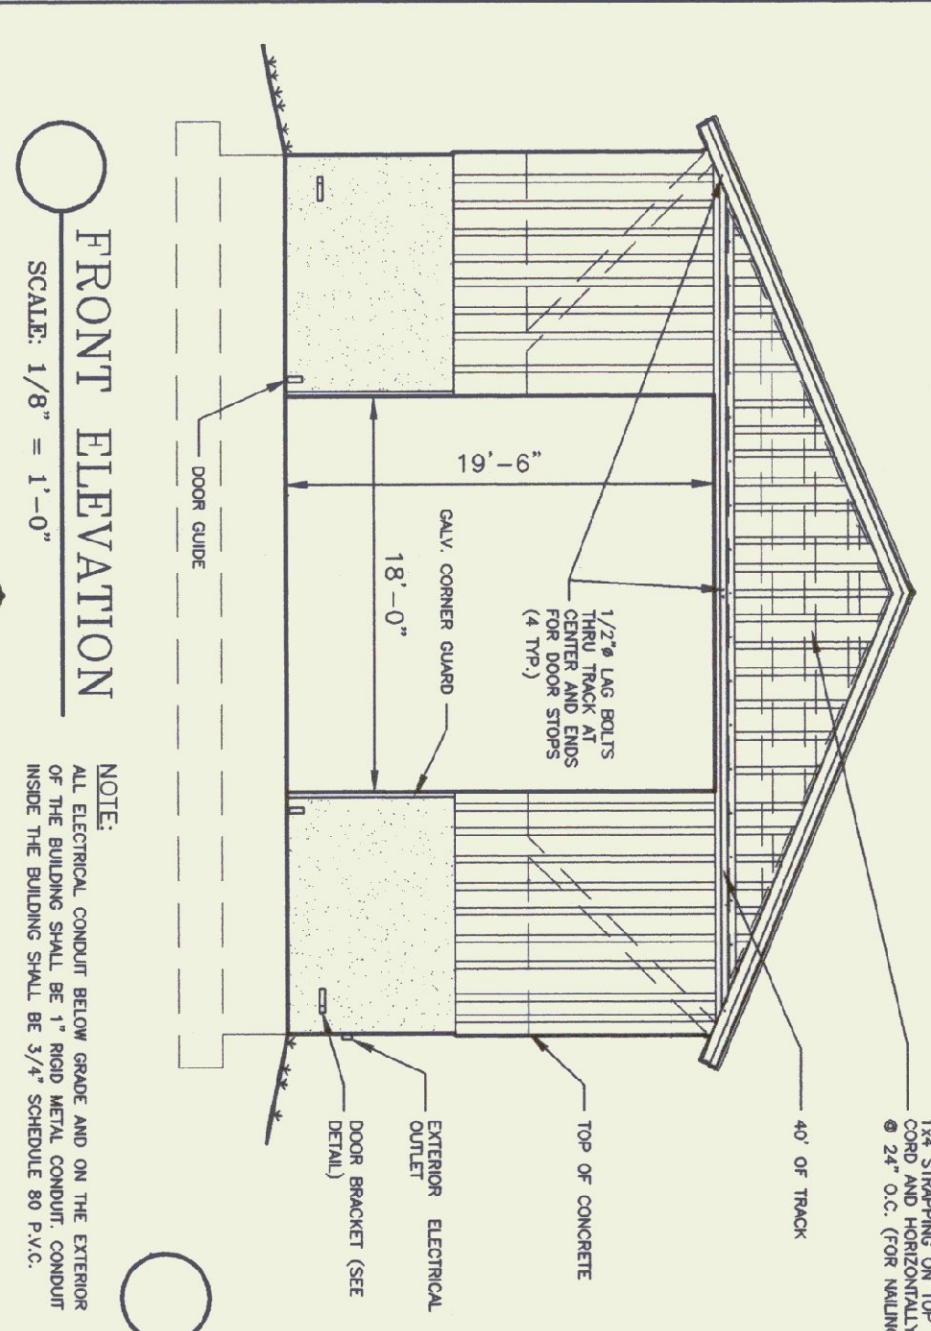 1x4 STRAPPING ON TOP
CORD AND HORIZONTALLY
@ 24" O.C. (FOR NAILING
40' OF TRACK
1/2"ø LAG BOLTS
THRU TRACK AT
CENTER AND ENDS
FOR DOOR STOPS
(4 TYP.)
TOP OF CONCRETE
19'-6"
GALV. CORNER GUARD
18'-0"
EXTERIOR ELECTRICAL
OUTLET
DOOR BRACKET (SEE
DETAIL)
DOOR GUIDE
FRONT ELEVATION
SCALE: 1/8" = 1'-0"
NOTE:
ALL ELECTRICAL CONDUIT BELOW GRADE AND ON THE EXTERIOR
OF THE BUILDING SHALL BE 1" RIGID METAL CONDUIT. CONDUIT
INSIDE THE BUILDING SHALL BE 3/4" SCHEDULE 80 P.V.C.